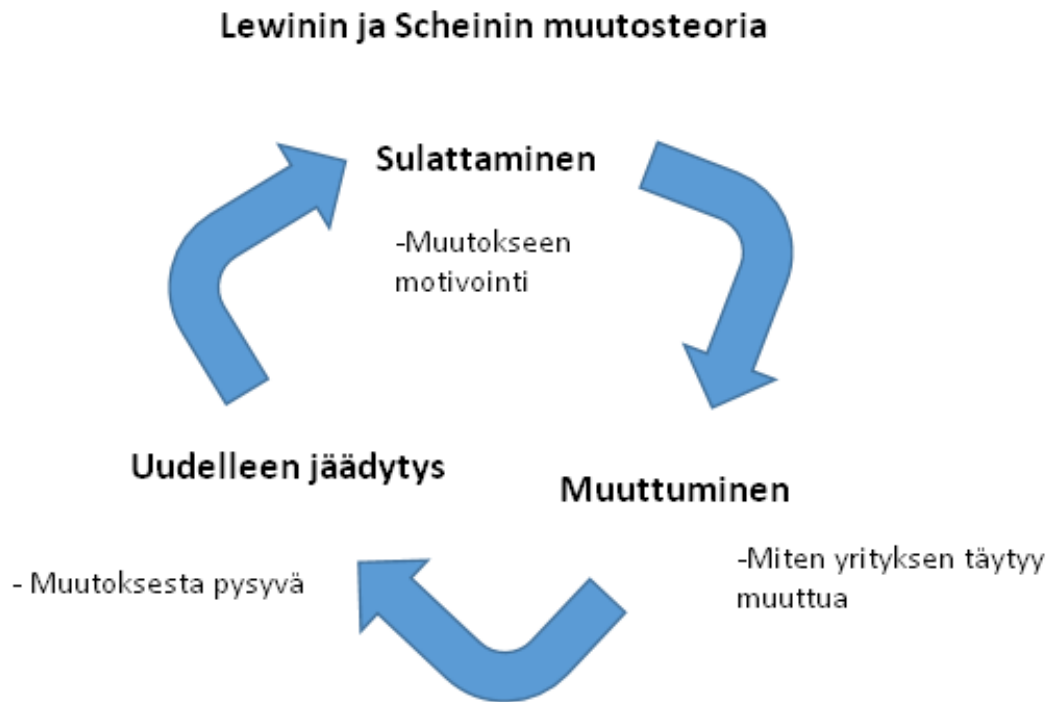 Lewinin ja Scheinin muutosteoria
Sulattaminen
-Muutokseen
motivointi
Muuttuminen
-Miten yrityksen täytyy
muuttua
Uudelleen jäädytys
- Muutoksesta pysyvä